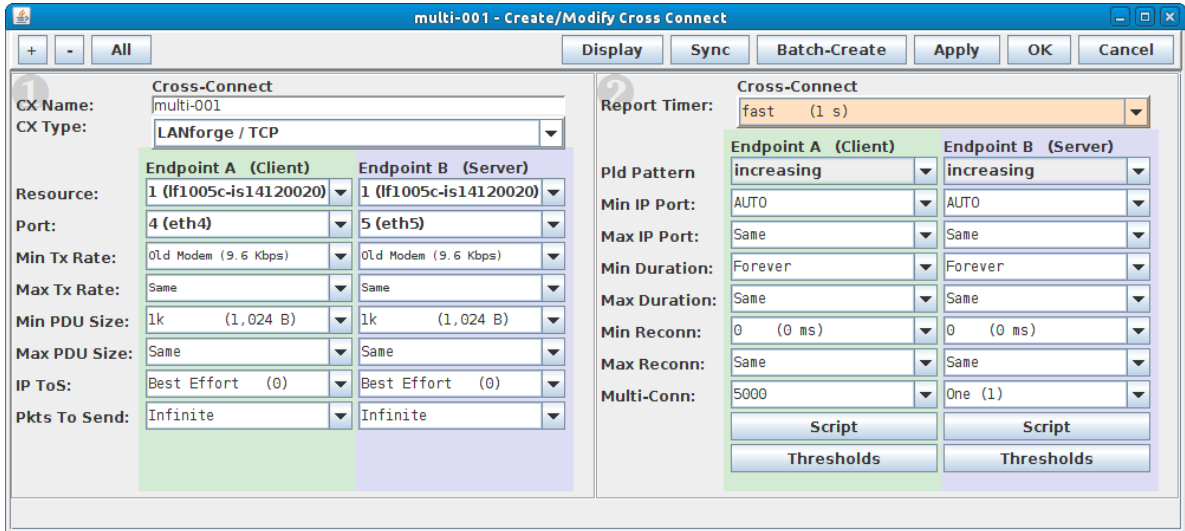 multi-001 - Create/Modify Cross Connect
+ - All Display Sync Batch-Create Apply OK Cancel
1
Cross-Connect
CX Name: multi-001
CX Type: LANforge / TCP
Endpoint A (Client) Endpoint B (Server)
Resource: 1 (lf1005c-is14120020) 1 (lf1005c-is14120020)
Port: 4 (eth4) 5 (eth5)
Min Tx Rate: Old Modem (9.6 Kbps) Old Modem (9.6 Kbps)
Max Tx Rate: Same Same
Min PDU Size: 1k (1,024 B) 1k (1,024 B)
Max PDU Size: Same Same
IP ToS: Best Effort (0) Best Effort (0)
Pkts To Send: Infinite Infinite
2
Cross-Connect
Report Timer: fast (1 s)
Endpoint A (Client) Endpoint B (Server)
Pld Pattern increasing increasing
Min IP Port: AUTO AUTO
Max IP Port: Same Same
Min Duration: Forever Forever
Max Duration: Same Same
Min Reconn: 0 (0 ms) 0 (0 ms)
Max Reconn: Same Same
Multi-Conn: 5000 One (1)
Script Script
Thresholds Thresholds